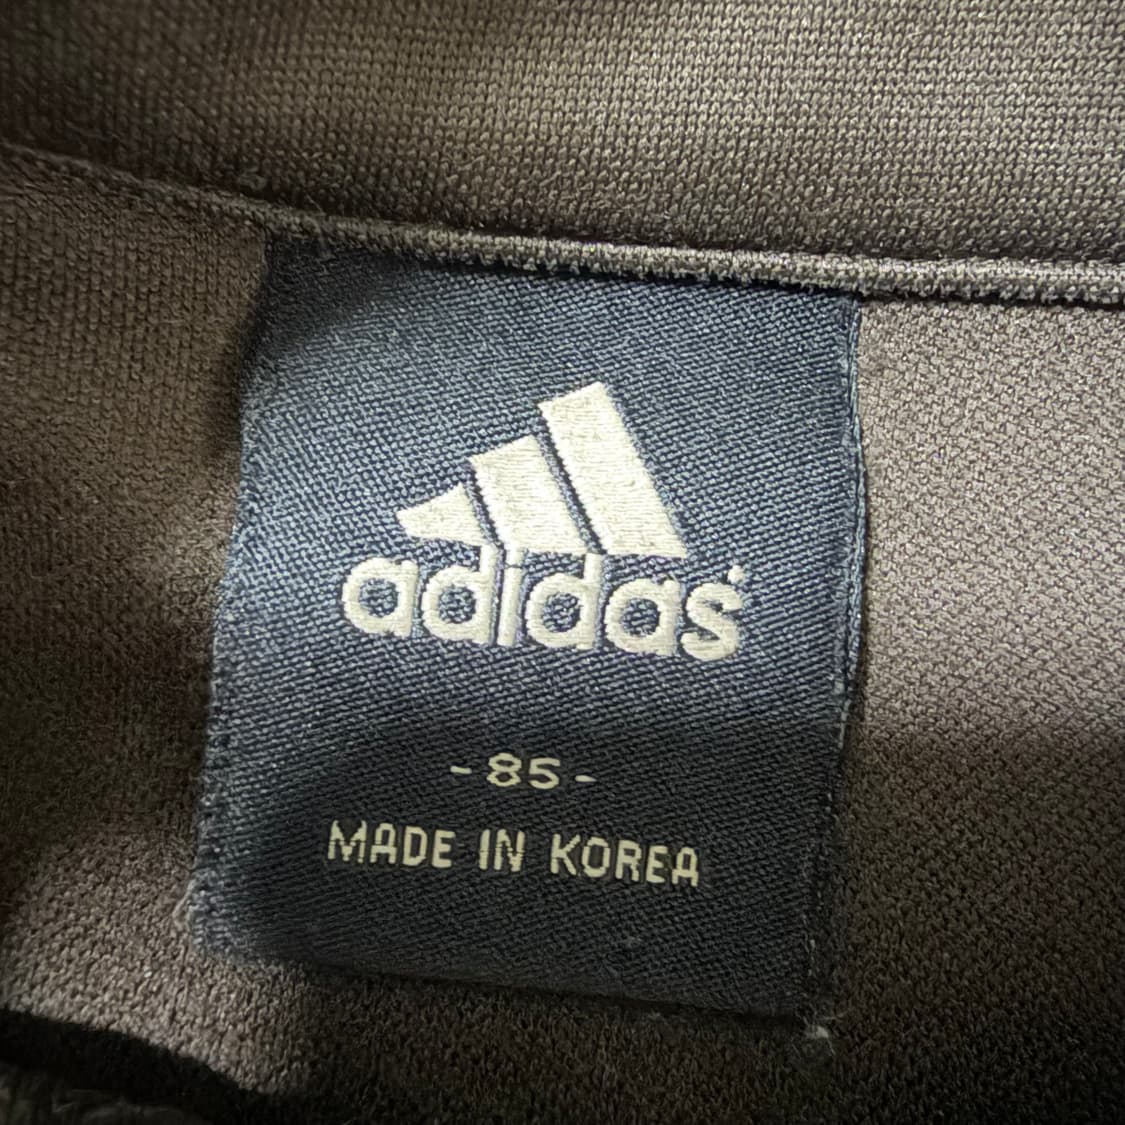 adidas
-85-
MADE IN KOREA